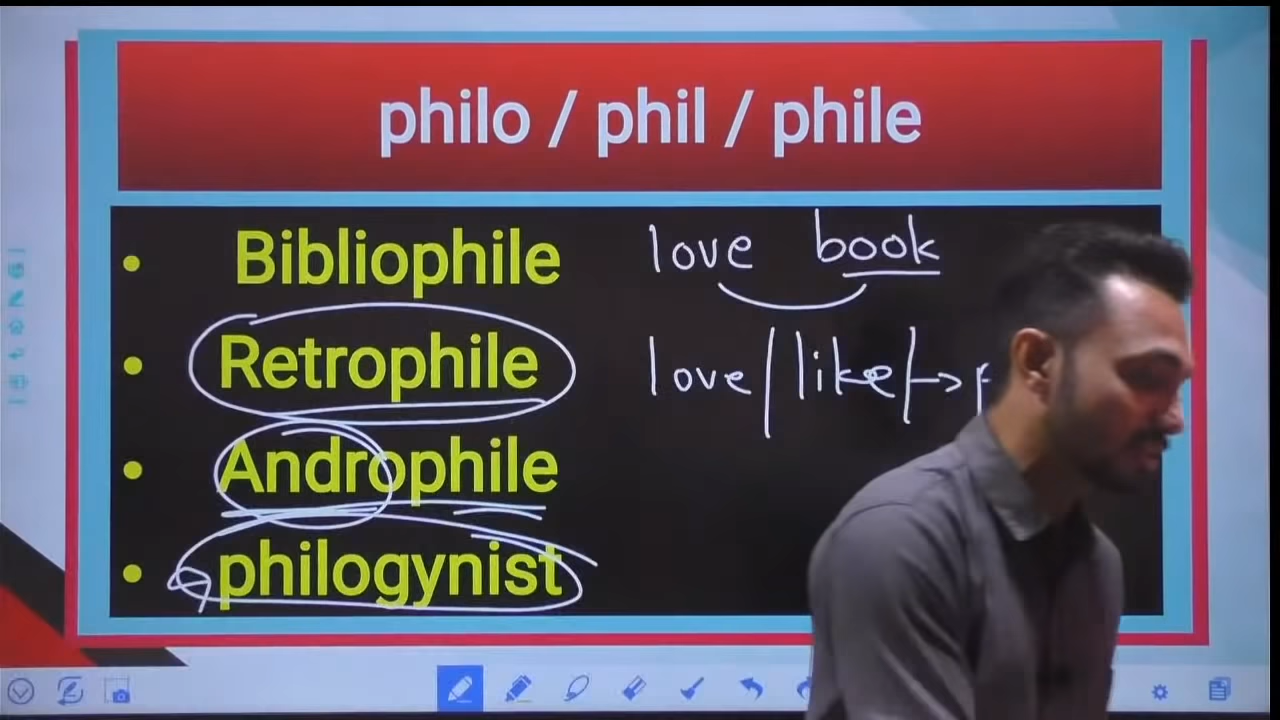 philo / phil / phile
Bibliophile love book
Retrophile love/like/→
Androphile
philogynist